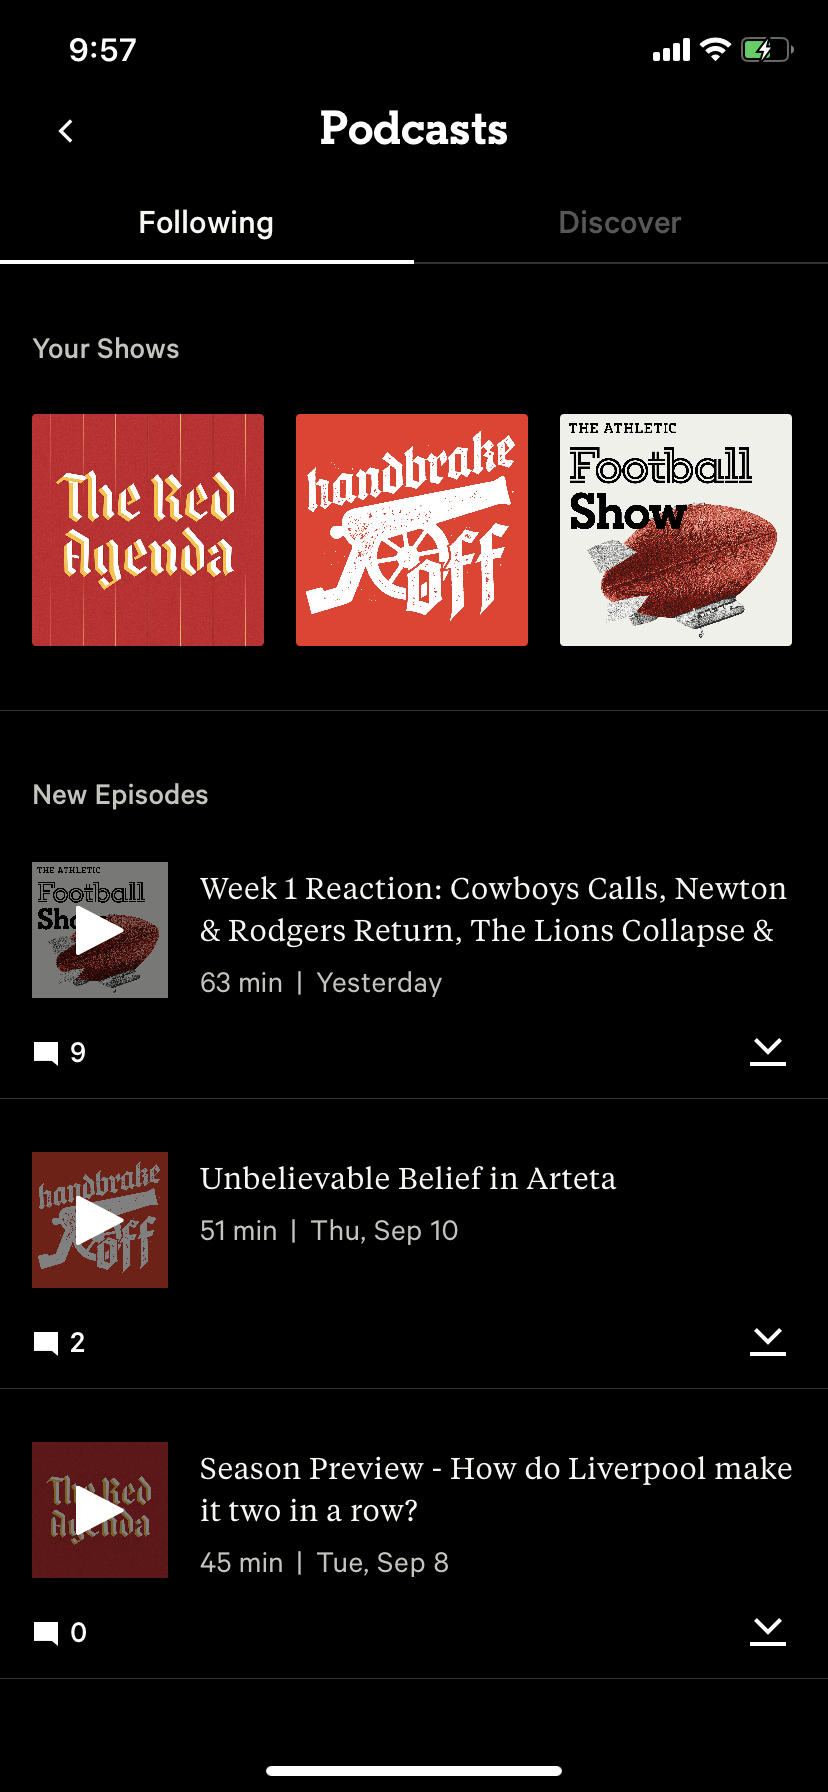 9:57
Podcasts
Following
Discover
Your Shows
The Red
Agenda
handbrake
off
THE ATHLETIC
Football
Show
New Episodes
THE ATHLETIC
Football
Show
Week 1 Reaction: Cowboys Calls, Newton
& Rodgers Return, The Lions Collapse &
63 min | Yesterday
9
handbrake
off
Unbelievable Belief in Arteta
51 min | Thu, Sep 10
2
The Red
Agenda
Season Preview - How do Liverpool make
it two in a row?
45 min | Tue, Sep 8
0